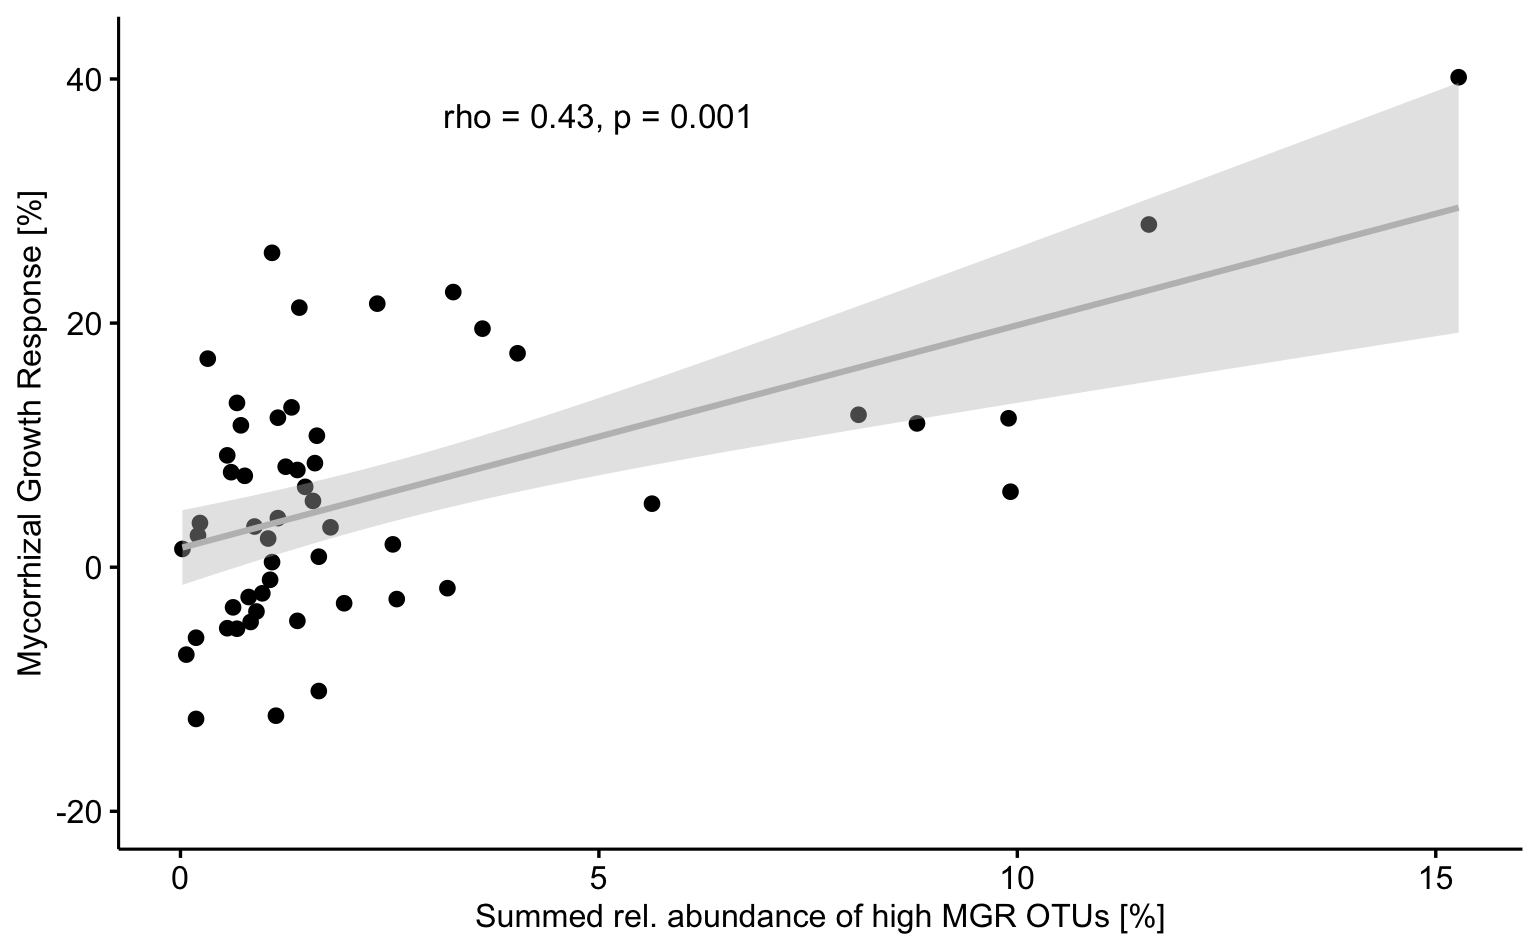 40
rho = 0.43, p = 0.001
20
0
-20
Mycorrhizal Growth Response [%]
0 5 10 15
Summed rel. abundance of high MGR OTUs [%]